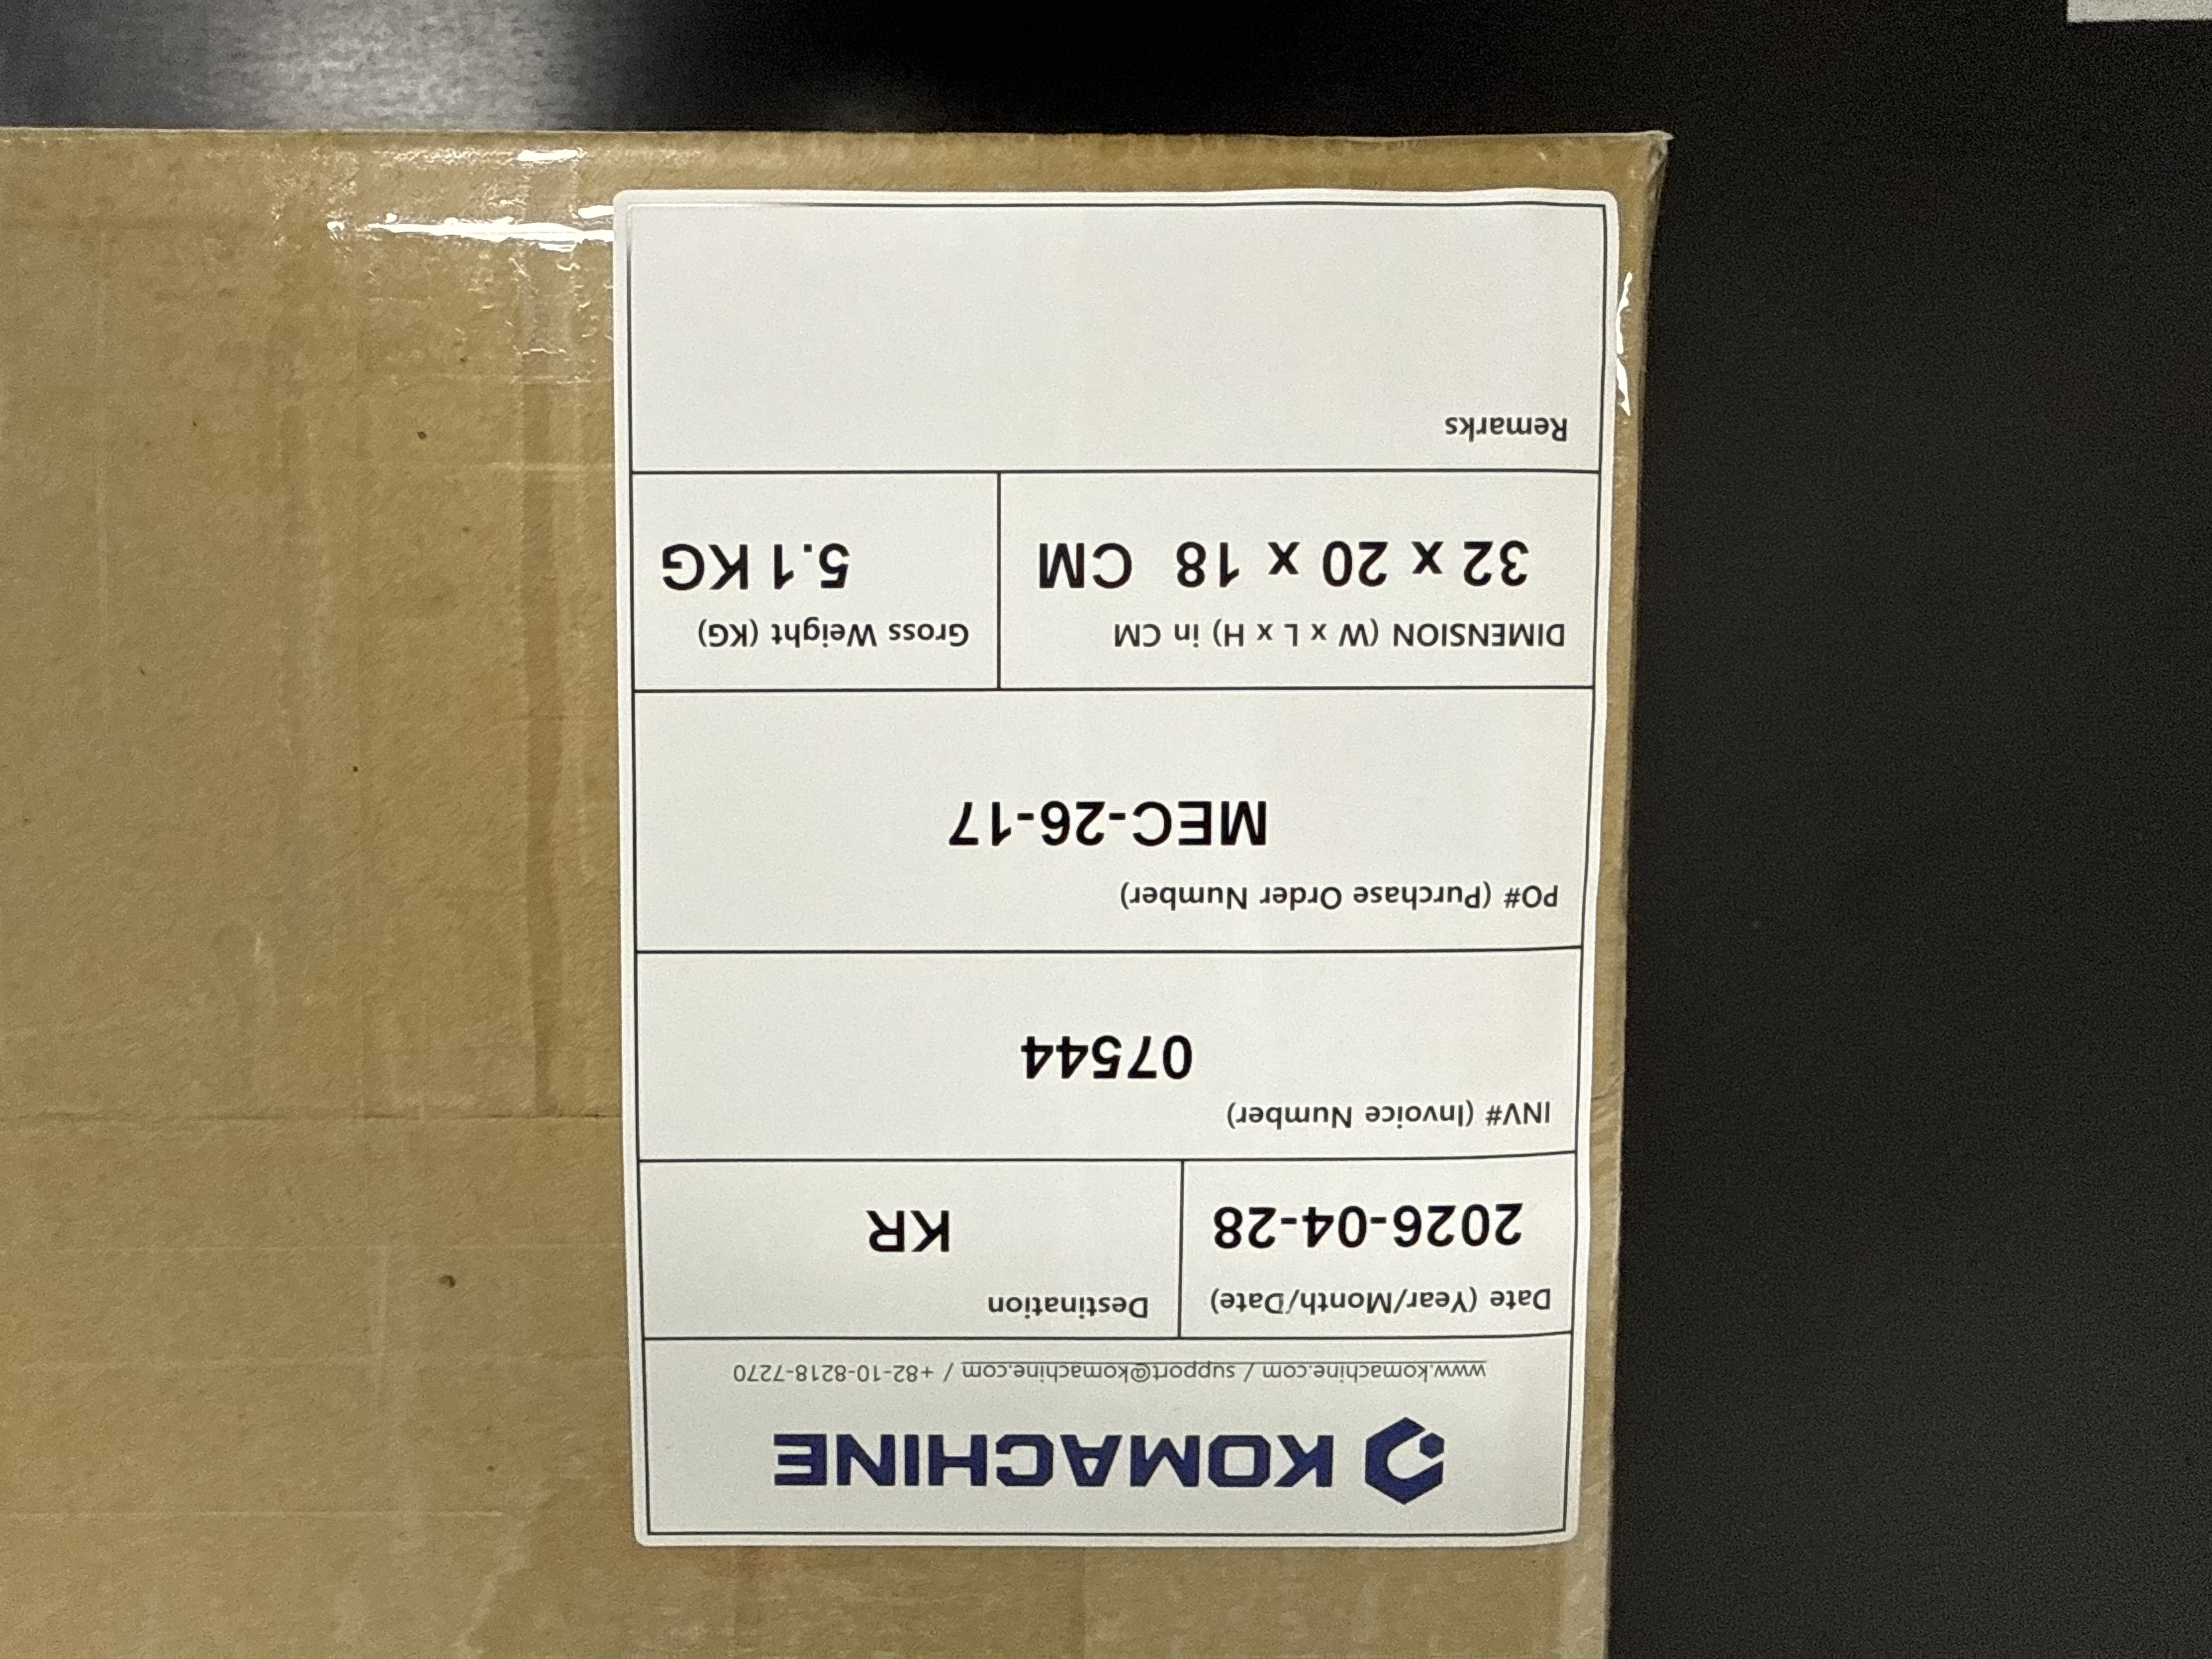 KOMACHINE
www.komachine.com / support@komachine.com / +82-10-8218-7270
Date (Year/Month/Date)
2026-04-28
Destination
KR
INV# (Invoice Number)
07544
PO# (Purchase Order Number)
MEC-26-17
DIMENSION (W x L x H) in CM
32 x 20 x 18 CM
Gross Weight (KG)
5.1 KG
Remarks